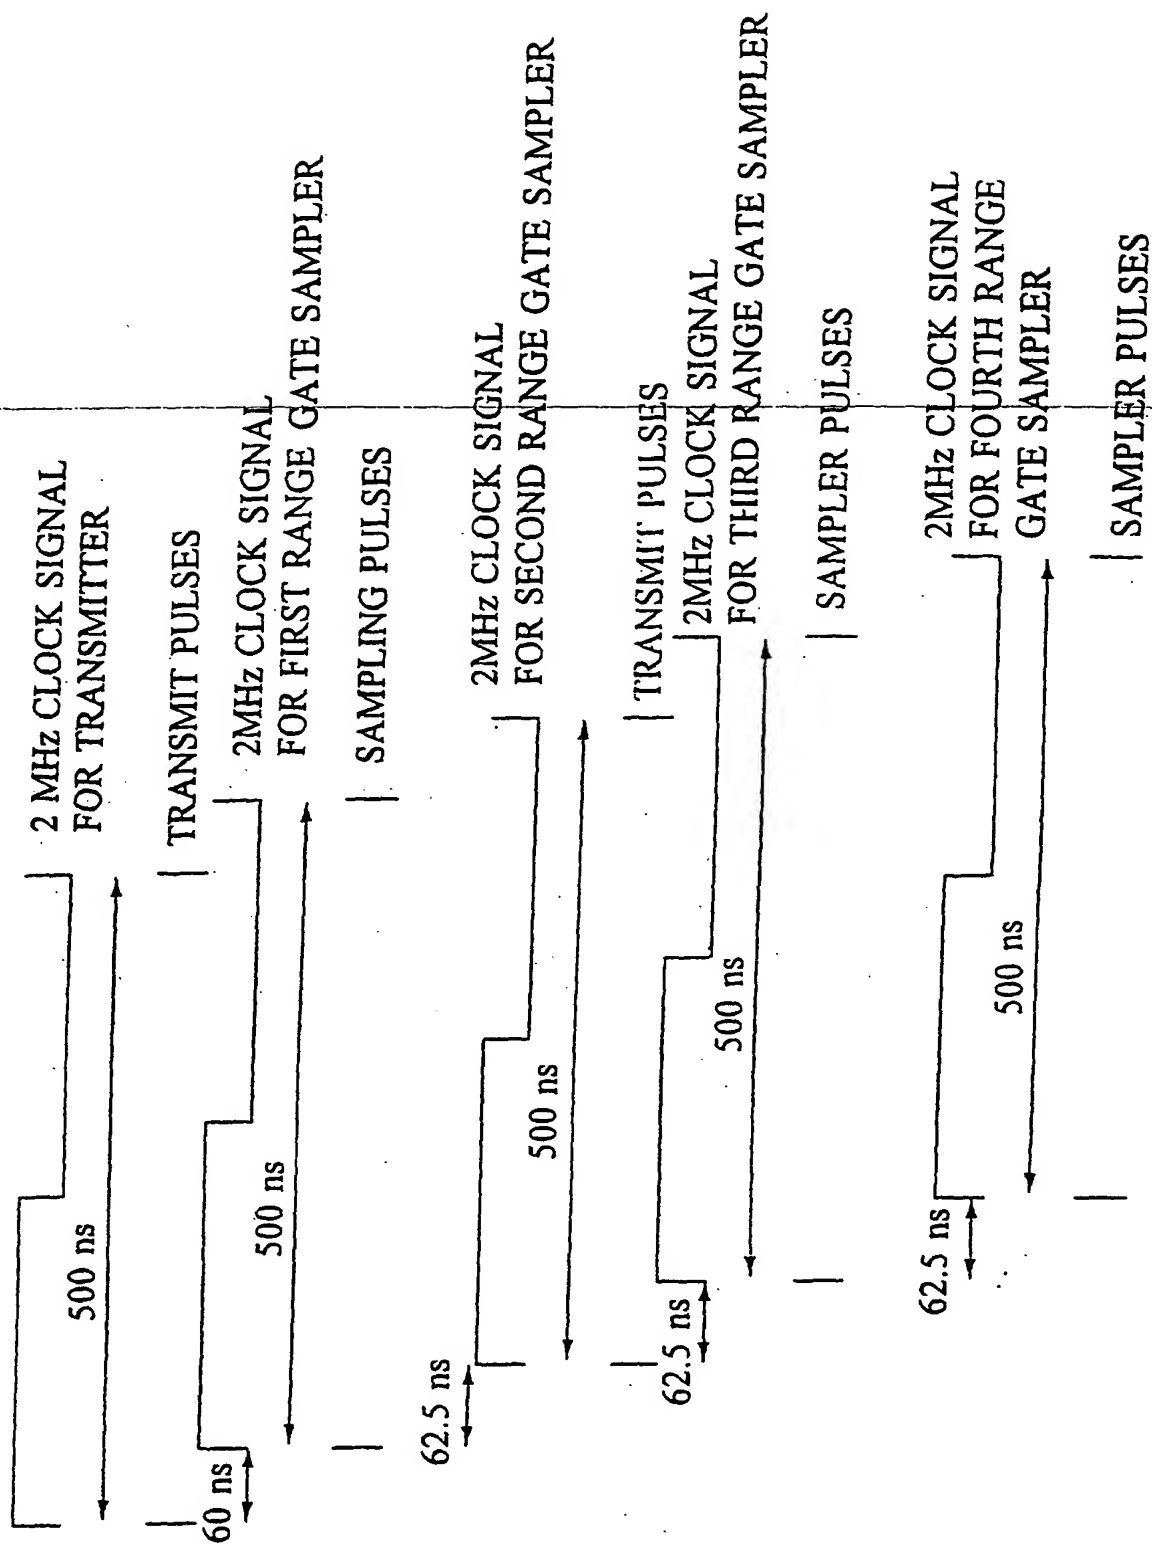 2 MHz CLOCK SIGNAL
FOR TRANSMITTER
500 ns
TRANSMIT PULSES
60 ns
2MHz CLOCK SIGNAL
FOR FIRST RANGE GATE SAMPLER
500 ns
SAMPLING PULSES
62.5 ns
2MHz CLOCK SIGNAL
FOR SECOND RANGE GATE SAMPLER
500 ns
TRANSMIT PULSES
62.5 ns
2MHz CLOCK SIGNAL
FOR THIRD RANGE GATE SAMPLER
500 ns
SAMPLER PULSES
62.5 ns
2MHz CLOCK SIGNAL
FOR FOURTH RANGE
GATE SAMPLER
500 ns
SAMPLER PULSES